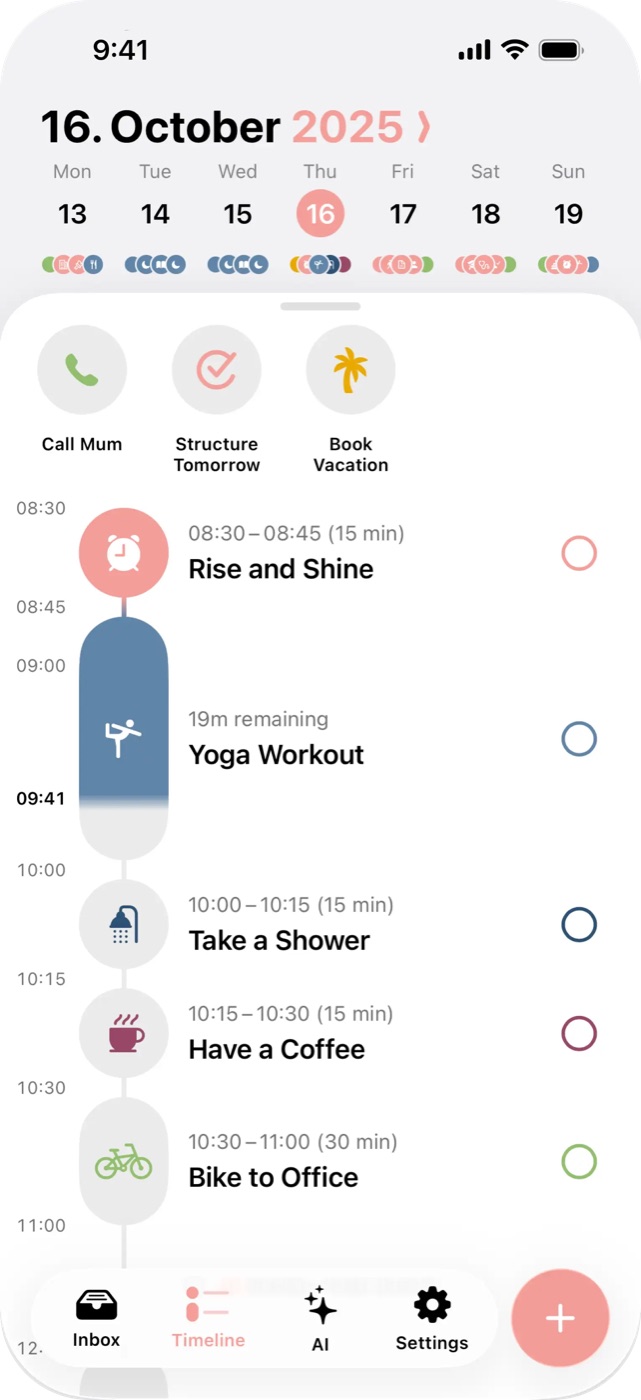 9:41
16. October 2025 ⟩
Mon Tue Wed Thu Fri Sat Sun
13 14 15 16 17 18 19
Call Mum
Structure
Tomorrow
Book
Vacation
08:30
08:30 – 08:45 (15 min)
Rise and Shine
08:45
09:00
19m remaining
Yoga Workout
09:41
10:00
10:00 – 10:15 (15 min)
Take a Shower
10:15
10:15 – 10:30 (15 min)
Have a Coffee
10:30
10:30 – 11:00 (30 min)
Bike to Office
11:00
12.
Inbox
Timeline
AI
Settings
+